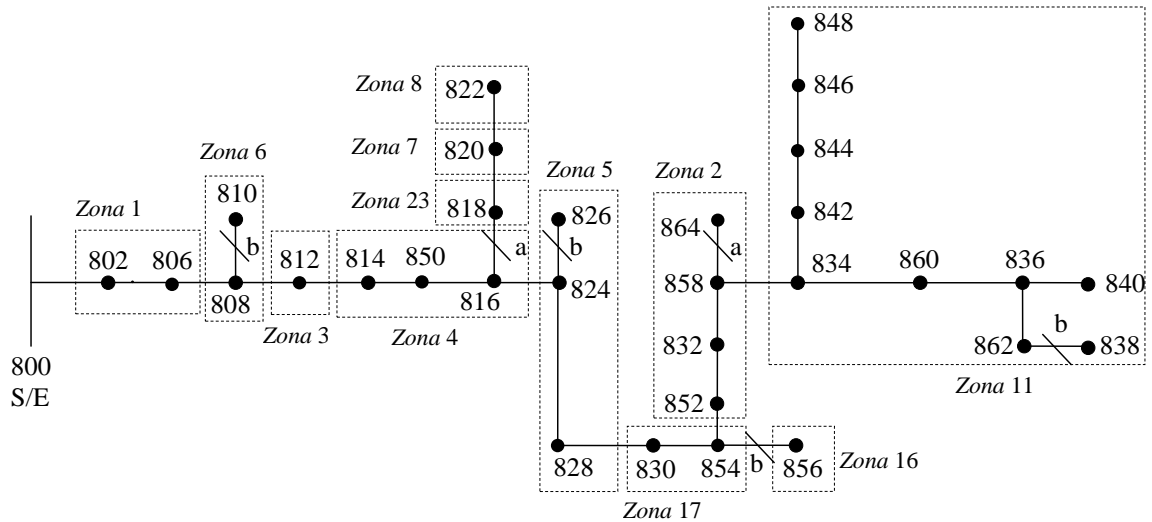 848
Zona 8
822
846
Zona 7
820
844
Zona 6
Zona 5
Zona 2
810
Zona 23
818
826
864
842
Zona 1
b
a
b
a
802
806
812
814
850
834
860
836
808
816
824
858
840
b
Zona 3
Zona 4
832
862
838
800
S/E
Zona 11
852
828
830
854
b
856
Zona 16
Zona 17